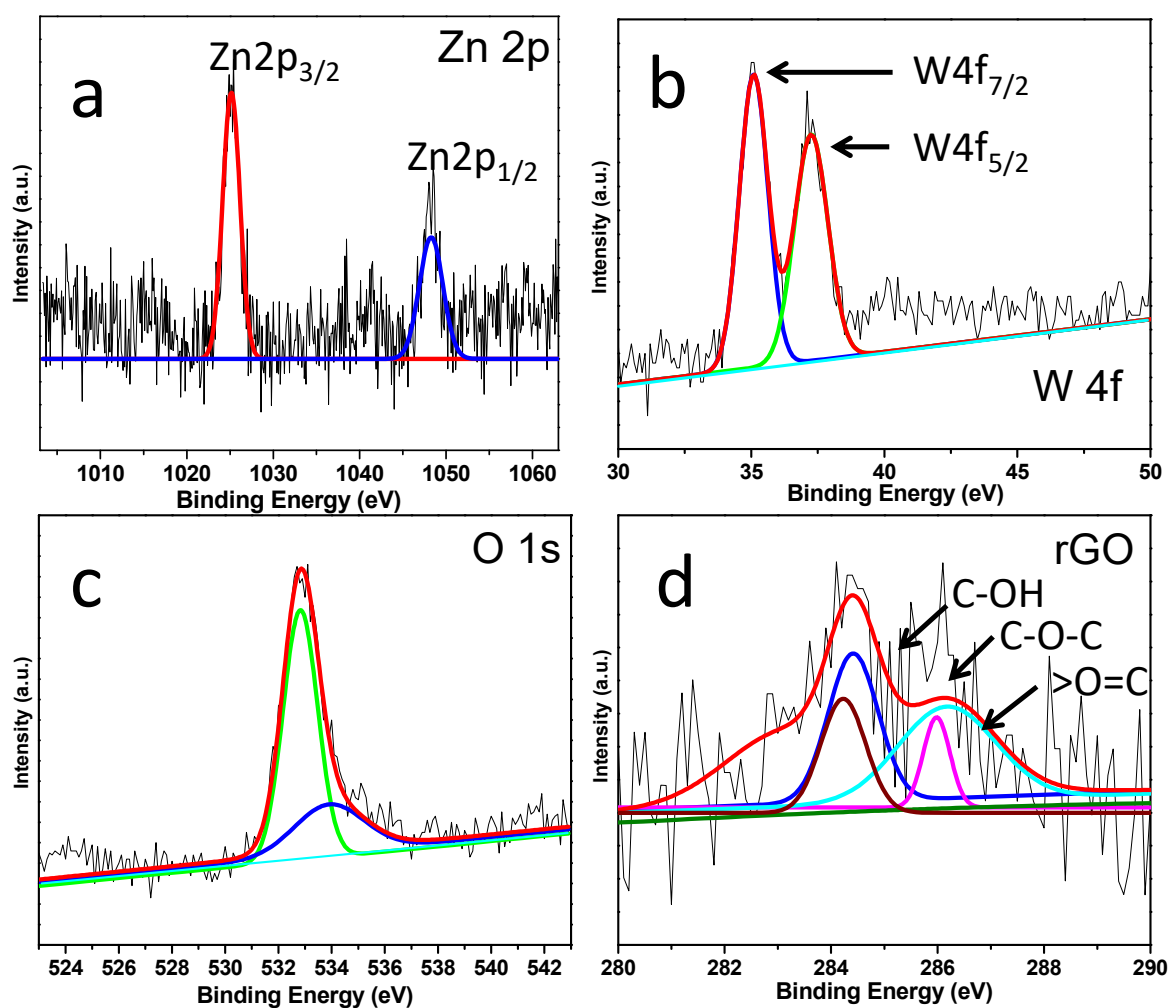 a
Zn2p3/2
Zn 2p
Zn2p1/2
Intensity (a.u.)
1010 1020 1030 1040 1050 1060
Binding Energy (eV)
b
W4f7/2
W4f5/2
W 4f
Intensity (a.u.)
30 35 40 45 50
Binding Energy (eV)
c
O 1s
Intensity (a.u.)
524 526 528 530 532 534 536 538 540 542
Binding Energy (eV)
d
rGO
C-OH
C-O-C
>O=C
Intensity (a.u.)
280 282 284 286 288 290
Binding Energy (eV)